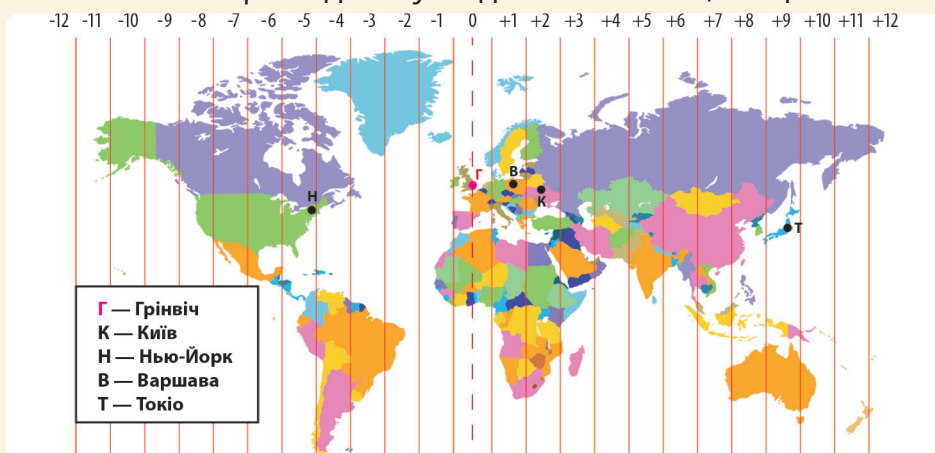 -12 -11 -10 -9 -8 -7 -6 -5 -4 -3 -2 -1 0 +1 +2 +3 +4 +5 +6 +7 +8 +9 +10 +11 +12
Г
В
К
Н
Т
Г — Грінвіч
К — Київ
Н — Нью-Йорк
В — Варшава
Т — Токіо